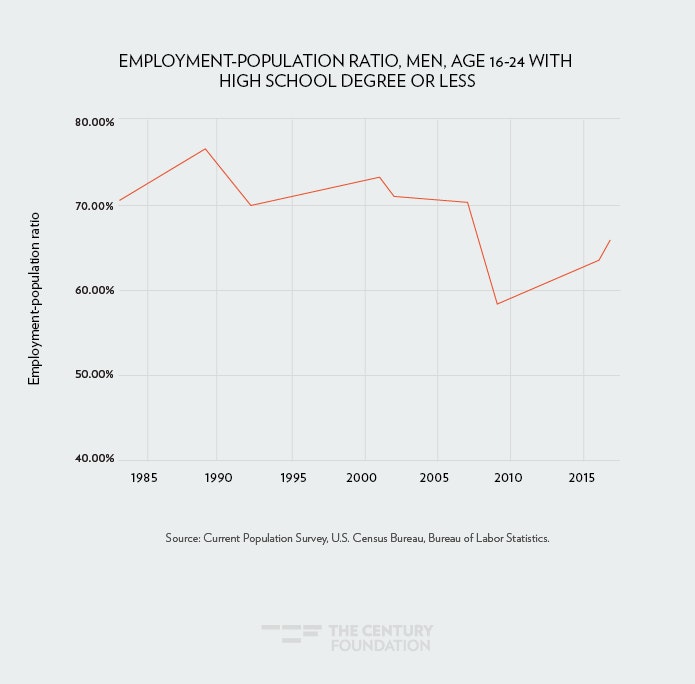 EMPLOYMENT-POPULATION RATIO, MEN, AGE 16-24 WITH
HIGH SCHOOL DEGREE OR LESS
80.00%
70.00%
60.00%
50.00%
40.00%
Employment-population ratio
1985 1990 1995 2000 2005 2010 2015
Source: Current Population Survey, U.S. Census Bureau, Bureau of Labor Statistics.
THE CENTURY
FOUNDATION